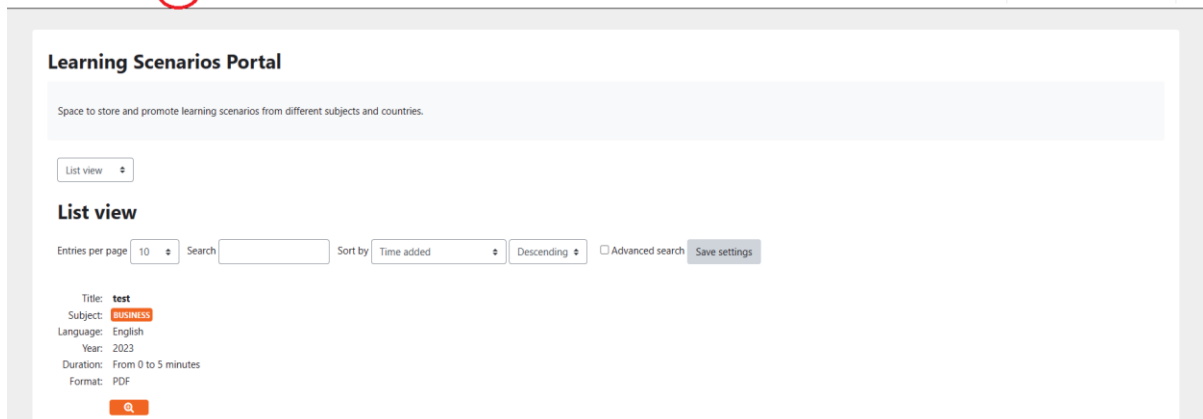 Learning Scenarios Portal
Space to store and promote learning scenarios from different subjects and countries.
List view
List view
Entries per page 10 Search Sort by Time added Descending Advanced search Save settings
Title: test
Subject: BUSINESS
Language: English
Year: 2023
Duration: From 0 to 5 minutes
Format: PDF